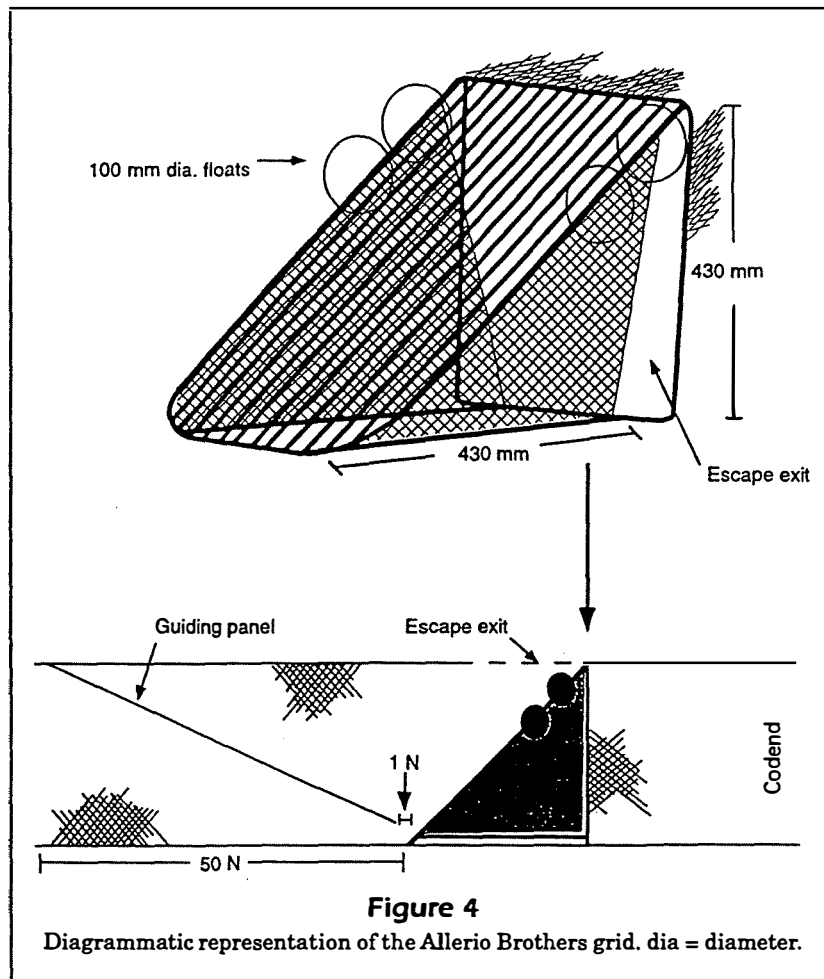 100 mm dia. floats
430 mm
430 mm
Escape exit
Guiding panel
Escape exit
1 N
Codend
50 N
Figure 4
Diagrammatic representation of the Allerio Brothers grid. dia = diameter.